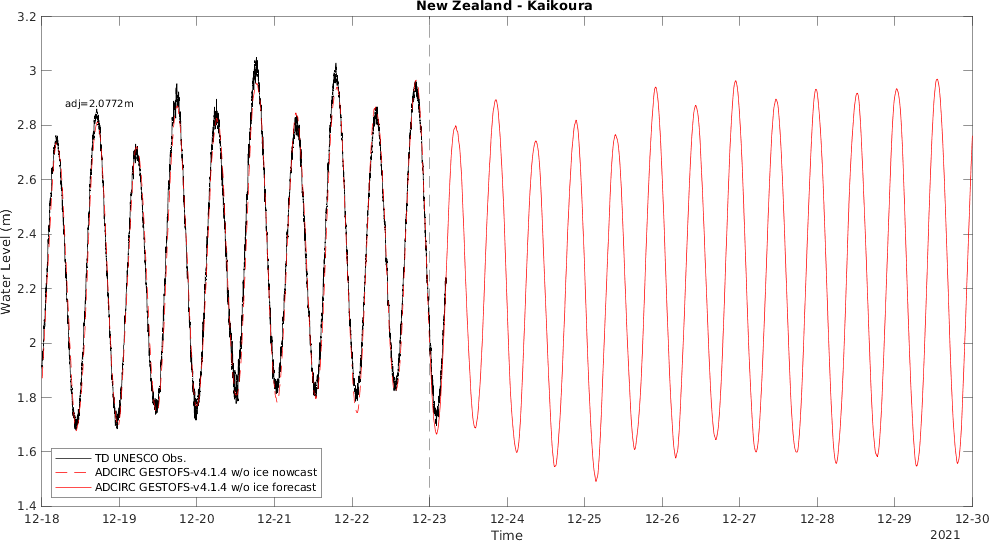 New Zealand - Kaikoura
3.2
3
2.8
2.6
2.4
2.2
2
1.8
1.6
1.4
Water Level (m)
adj=2.0772m
TD UNESCO Obs.
ADCIRC GESTOFS-v4.1.4 w/o ice nowcast
ADCIRC GESTOFS-v4.1.4 w/o ice forecast
12-18 12-19 12-20 12-21 12-22 12-23 12-24 12-25 12-26 12-27 12-28 12-29 12-30
Time
2021